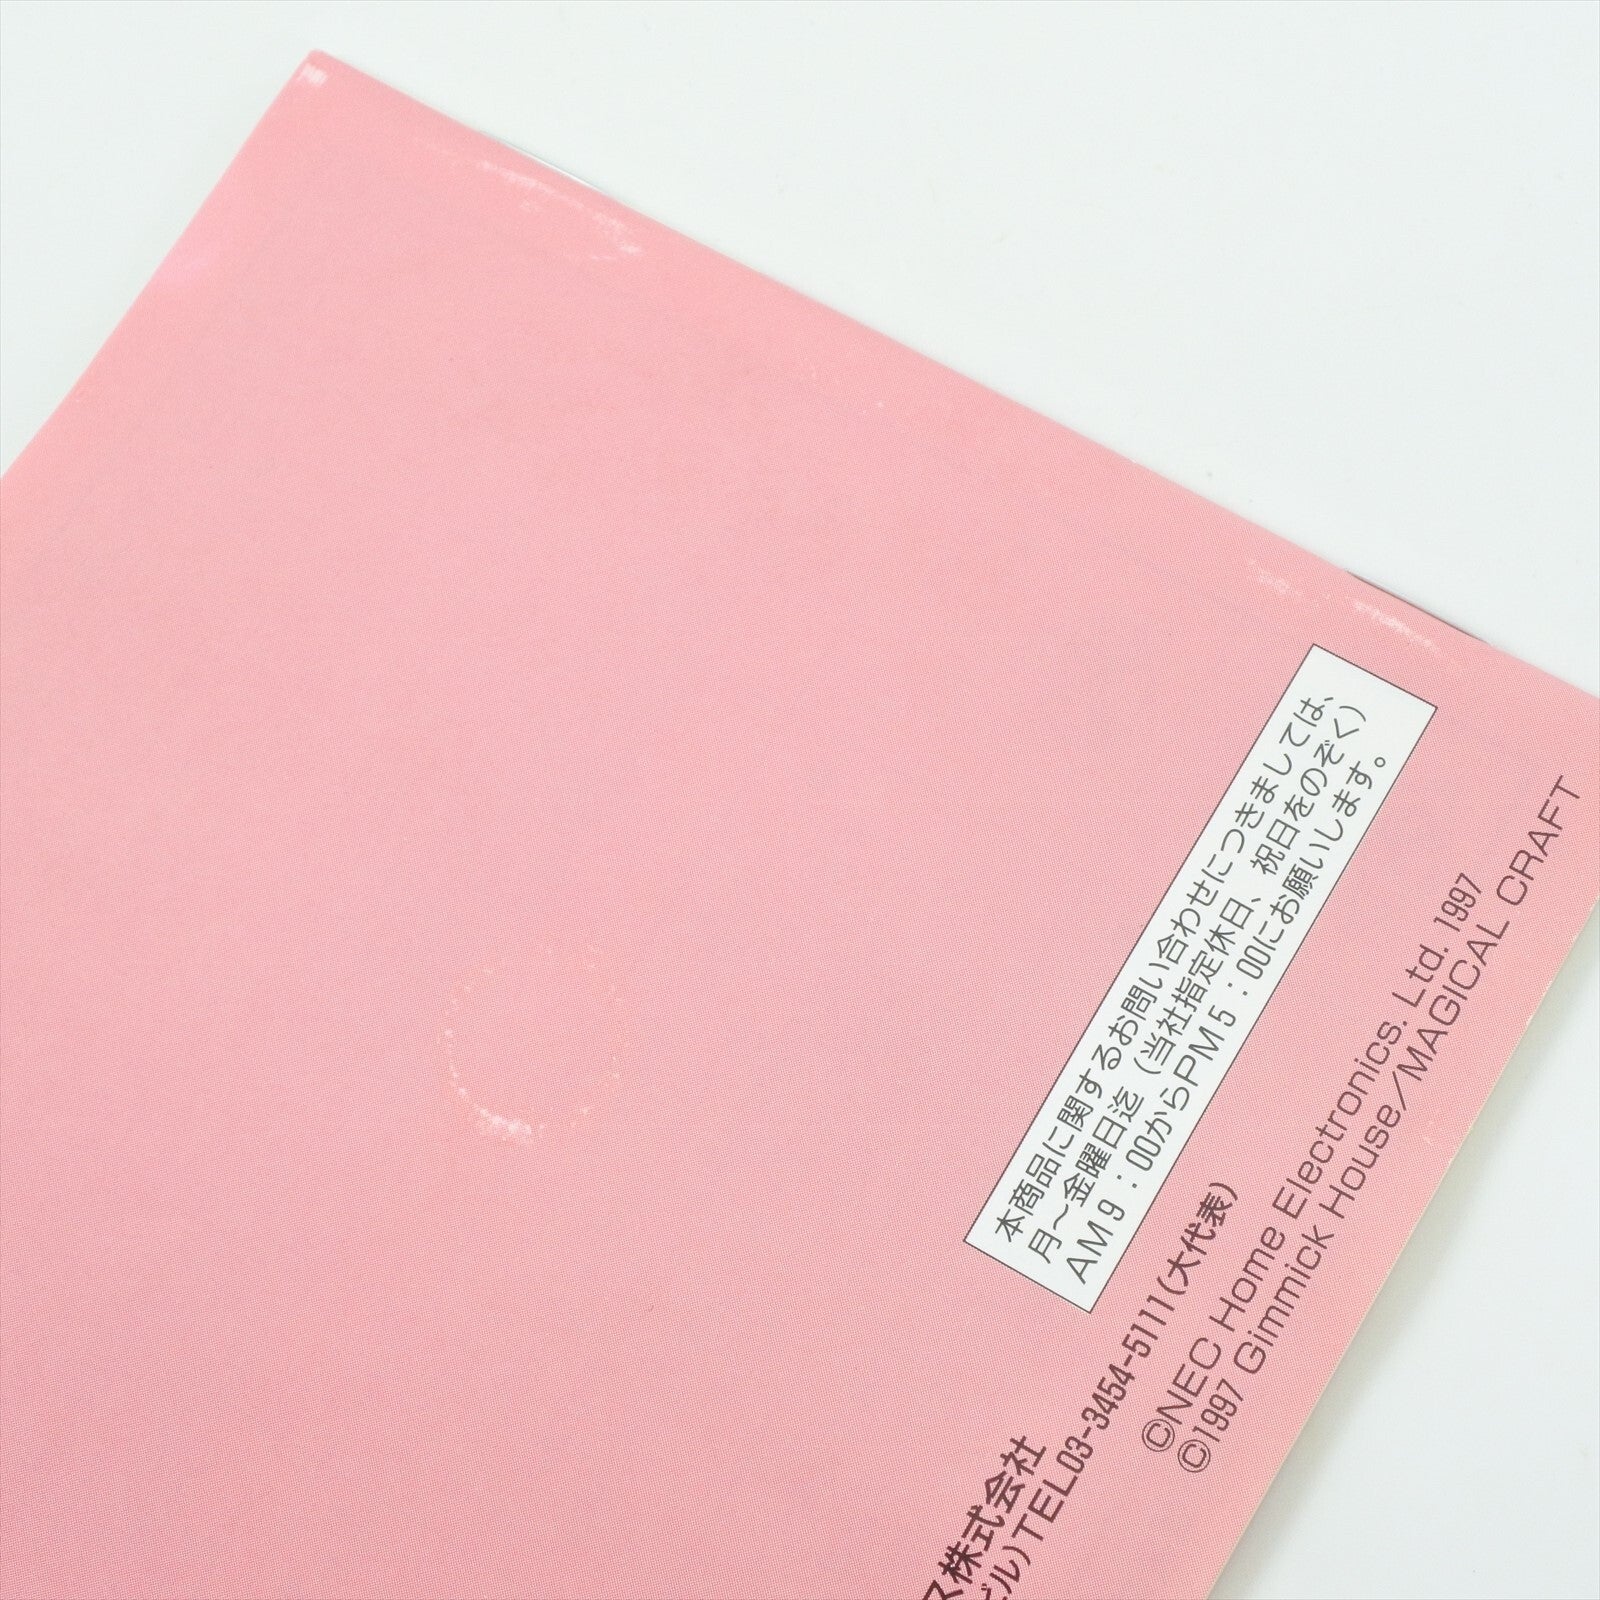 本商品に関するお問い合わせにつきましては、
月～金曜日迄（当社指定休日、祝日をのぞく）
AM9：00からPM5：00にお願いします。
ス株式会社
ビル)TEL03-3454-5111(大代表)
©NEC Home Electronics. Ltd. 1997
©1997 Gimmick House/MAGICAL CRAFT